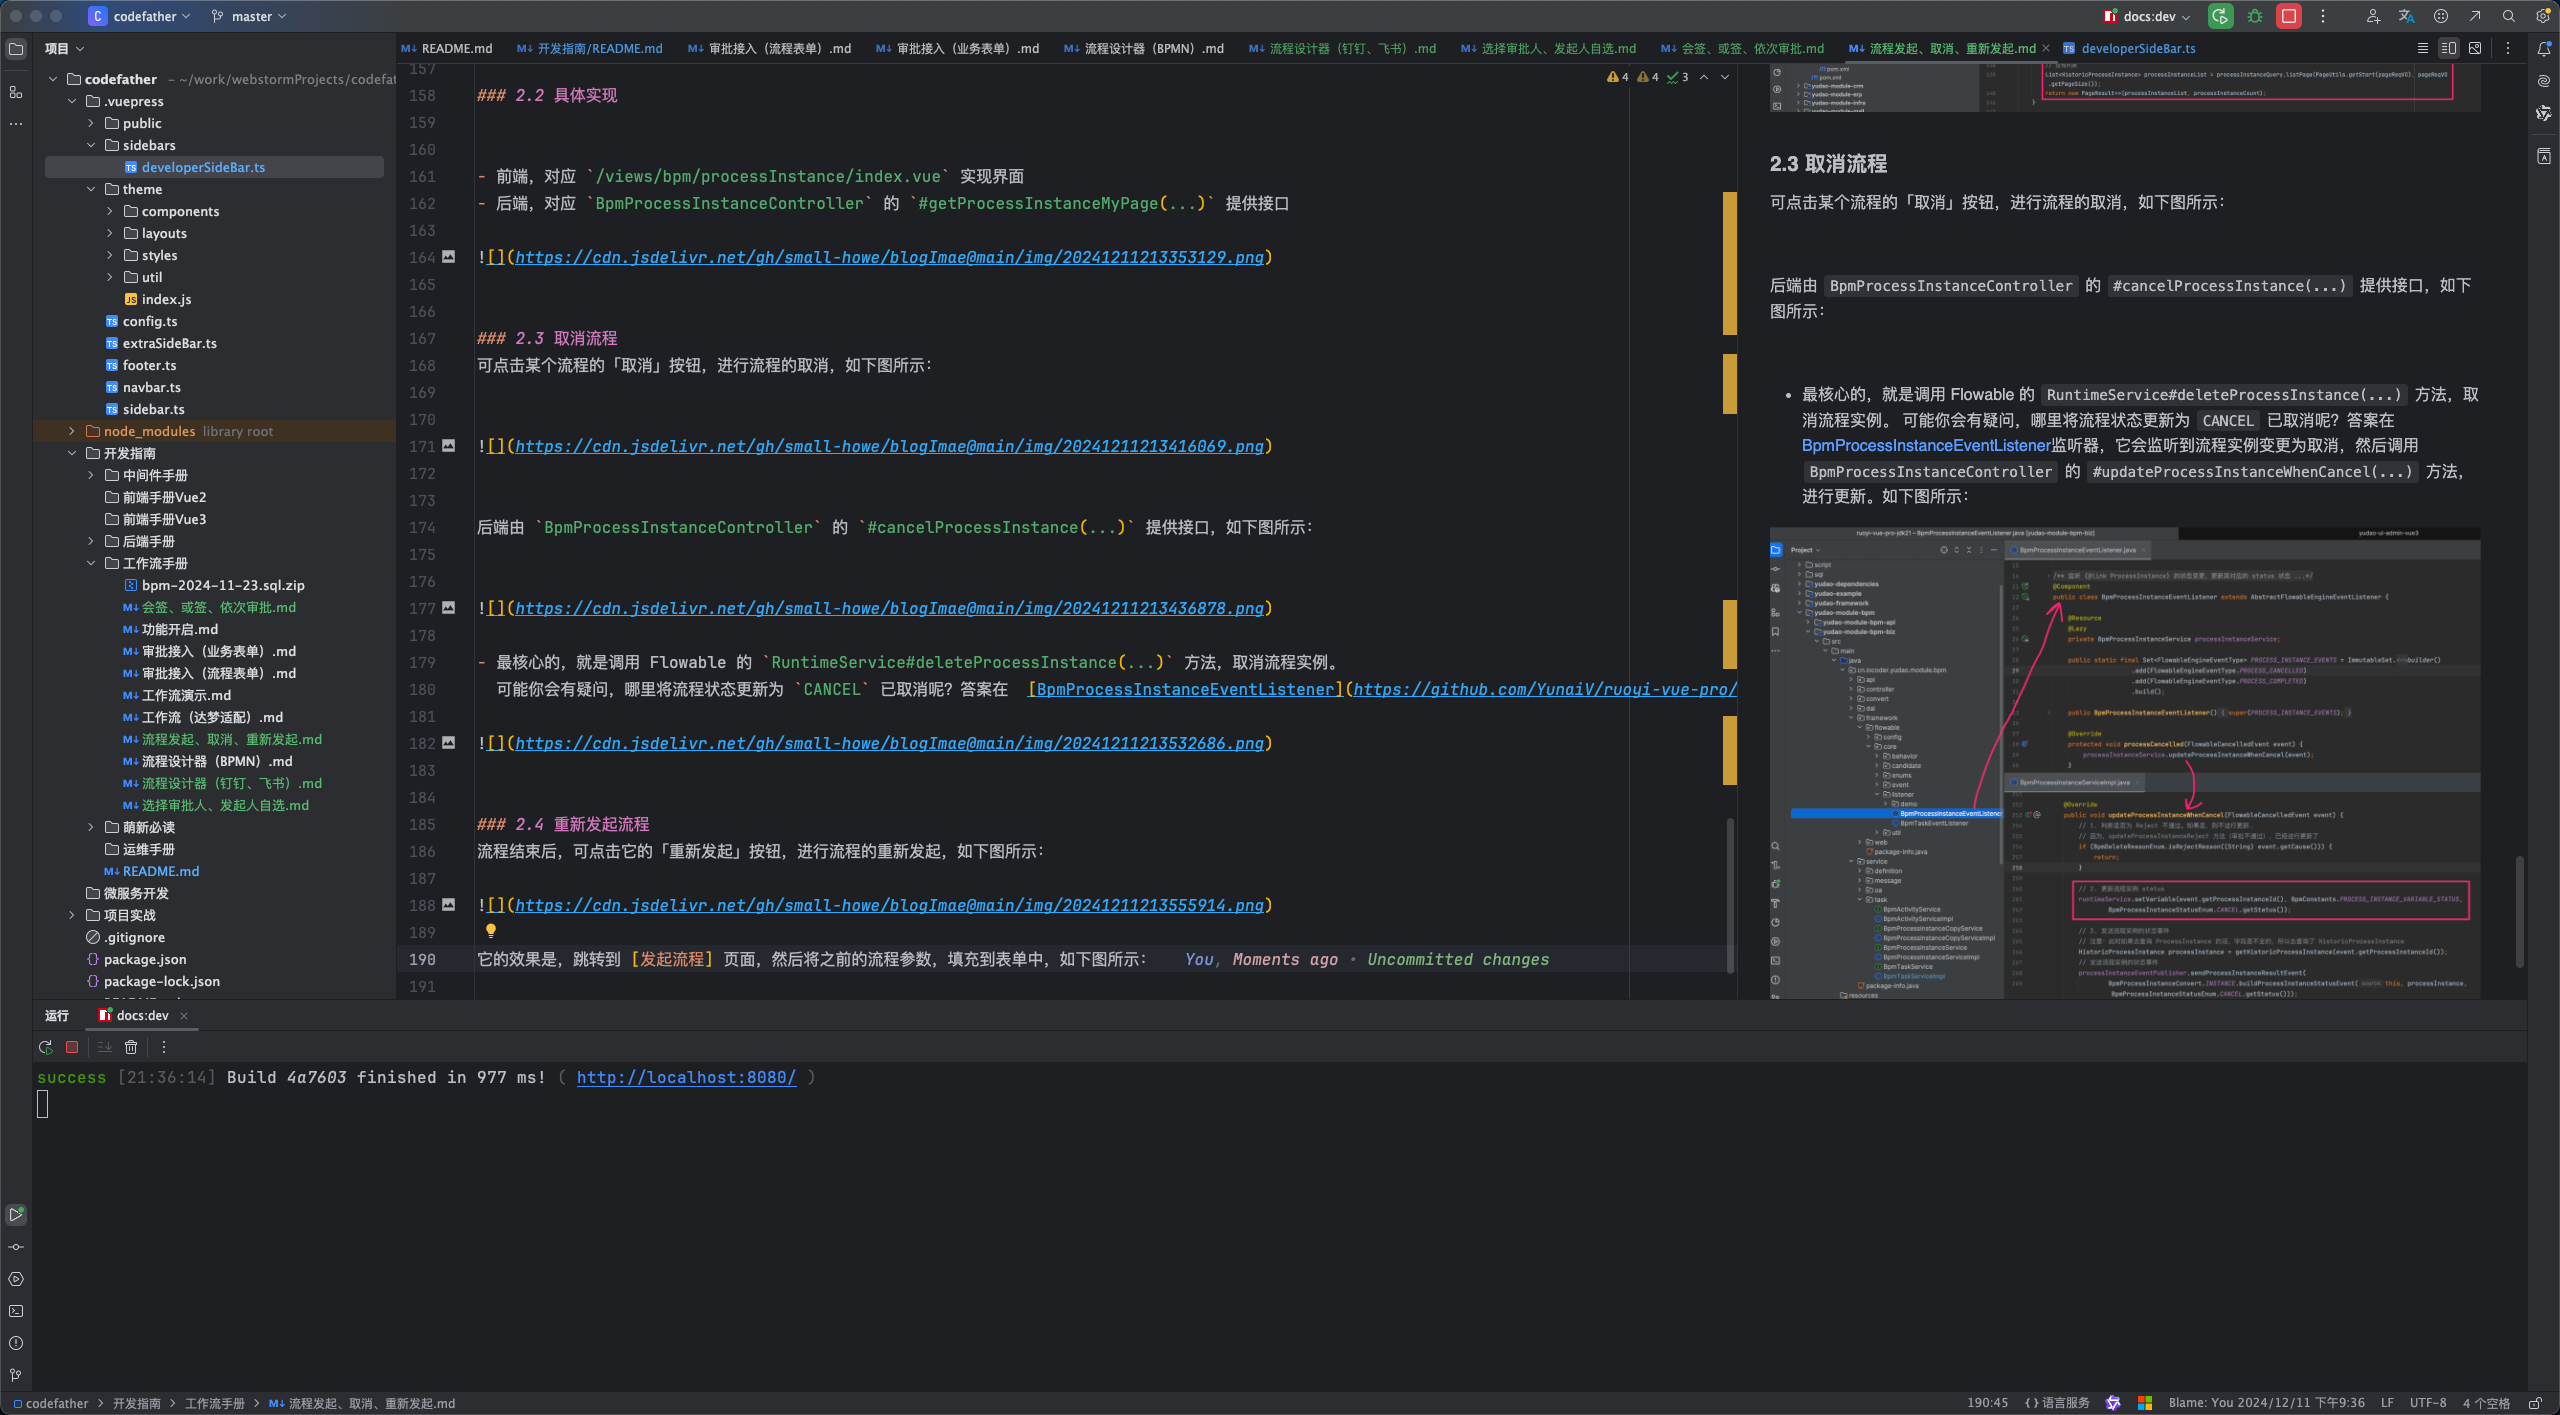 codefather
master
docs:dev
项目
README.md
开发指南/README.md
审批接入（流程表单）.md
审批接入（业务表单）.md
流程设计器（BPMN）.md
流程设计器（钉钉、飞书）.md
选择审批人、发起人自选.md
会签、或签、依次审批.md
流程发起、取消、重新发起.md
developerSideBar.ts
codefather – ~/work/webstormProjects/codefat
.vuepress
public
sidebars
developerSideBar.ts
theme
components
layouts
styles
util
index.js
config.ts
extraSideBar.ts
footer.ts
navbar.ts
sidebar.ts
node_modules library root
开发指南
中间件手册
前端手册Vue2
前端手册Vue3
后端手册
工作流手册
bpm-2024-11-23.sql.zip
会签、或签、依次审批.md
功能开启.md
审批接入（业务表单）.md
审批接入（流程表单）.md
工作流演示.md
工作流（达梦适配）.md
流程发起、取消、重新发起.md
流程设计器（BPMN）.md
流程设计器（钉钉、飞书）.md
选择审批人、发起人自选.md
萌新必读
运维手册
README.md
微服务开发
项目实战
.gitignore
package.json
package-lock.json
4 4 3
157
158 ### 2.2 具体实现
159
160
161 - 前端，对应 `/views/bpm/processInstance/index.vue` 实现界面
162 - 后端，对应 `BpmProcessInstanceController` 的 `#getProcessInstanceMyPage(...)` 提供接口
163
164 ![](https://cdn.jsdelivr.net/gh/small-howe/blogImae@main/img/20241211213353129.png)
165
166
167 ### 2.3 取消流程
168 可点击某个流程的「取消」按钮，进行流程的取消，如下图所示：
169
170
171 ![](https://cdn.jsdelivr.net/gh/small-howe/blogImae@main/img/20241211213416069.png)
172
173
174 后端由 `BpmProcessInstanceController` 的 `#cancelProcessInstance(...)` 提供接口，如下图所示：
175
176
177 ![](https://cdn.jsdelivr.net/gh/small-howe/blogImae@main/img/20241211213436878.png)
178
179 - 最核心的，就是调用 Flowable 的 `RuntimeService#deleteProcessInstance(...)` 方法，取消流程实例。
180 可能你会有疑问，哪里将流程状态更新为 `CANCEL` 已取消呢？答案在 [BpmProcessInstanceEventListener](https://github.com/YunaiV/ruoyi-vue-pro/
181
182 ![](https://cdn.jsdelivr.net/gh/small-howe/blogImae@main/img/20241211213532686.png)
183
184
185 ### 2.4 重新发起流程
186 流程结束后，可点击它的「重新发起」按钮，进行流程的重新发起，如下图所示：
187
188 ![](https://cdn.jsdelivr.net/gh/small-howe/blogImae@main/img/20241211213555914.png)
189
190 它的效果是，跳转到 [发起流程] 页面，然后将之前的流程参数，填充到表单中，如下图所示： You, Moments ago • Uncommitted changes
191
2.3 取消流程
可点击某个流程的「取消」按钮，进行流程的取消，如下图所示：
后端由 BpmProcessInstanceController 的 #cancelProcessInstance(...) 提供接口，如下
图所示：
• 最核心的，就是调用 Flowable 的 RuntimeService#deleteProcessInstance(...) 方法，取
消流程实例。 可能你会有疑问，哪里将流程状态更新为 CANCEL 已取消呢？答案在
BpmProcessInstanceEventListener监听器，它会监听到流程实例变更为取消，然后调用
BpmProcessInstanceController 的 #updateProcessInstanceWhenCancel(...) 方法，
进行更新。如下图所示：
Project
BpmProcessInstanceEventListener.java
@Component
public class BpmProcessInstanceEventListener extends AbstractFlowableEngineEventListener {
@Resource
@Lazy
private BpmProcessInstanceService processInstanceService;
@Override
protected void processCancelled(FlowableCancelledEvent event) {
processInstanceService.updateProcessInstanceWhenCancel(event);
}
BpmProcessInstanceServiceImpl.java
@Override
public void updateProcessInstanceWhenCancel(FlowableCancelledEvent event) {
return;
运行
docs:dev
success [21:36:14] Build 4a7603 finished in 977 ms! ( http://localhost:8080/ )
codefather > 开发指南 > 工作流手册 > 流程发起、取消、重新发起.md
190:45
语言服务
Blame: You 2024/12/11 下午9:36
LF
UTF-8
4 个空格